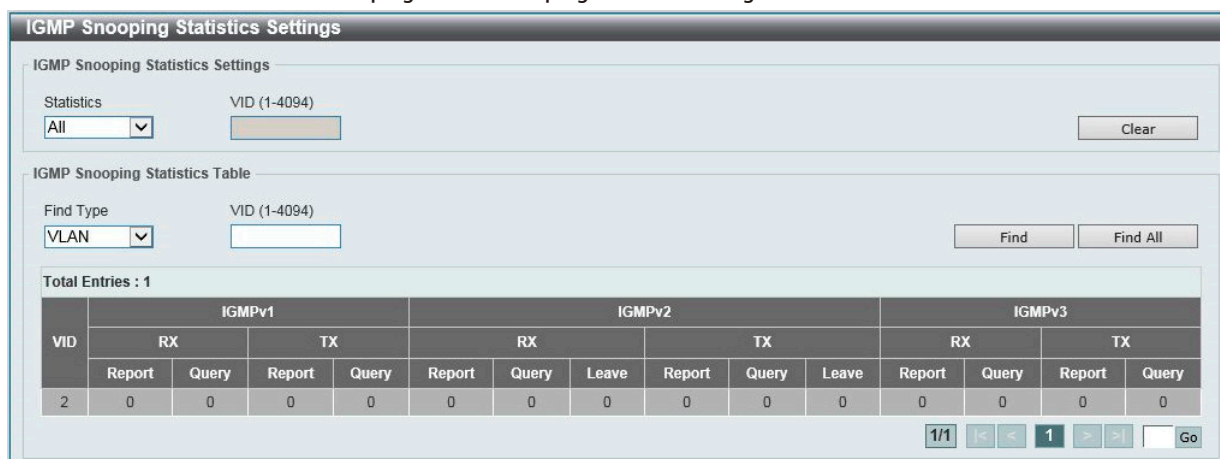 IGMP Snooping Statistics Settings
IGMP Snooping Statistics Settings
Statistics VID (1-4094)
All Clear
IGMP Snooping Statistics Table
Find Type VID (1-4094)
VLAN Find Find All
Total Entries : 1
VID IGMPv1 IGMPv2 IGMPv3
RX TX RX TX RX TX
Report Query Report Query Report Query Leave Report Query Leave Report Query Report Query
2 0 0 0 0 0 0 0 0 0 0 0 0 0 0
1/1 |< < 1 > >| Go